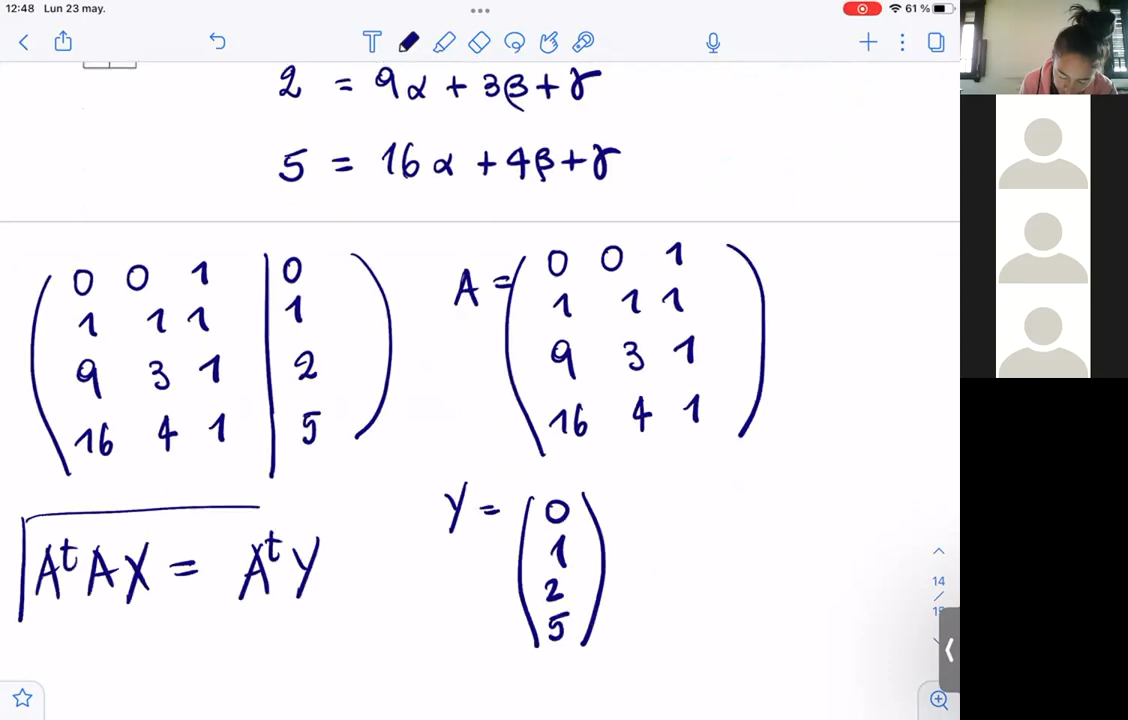 12:48 Lun 23 may. 61 %
2 = 9α + 3β + γ
5 = 16α + 4β + γ
0 0 1 | 0
1 1 1 | 1
9 3 1 | 2
16 4 1 | 5
A =
0 0 1
1 1 1
9 3 1
16 4 1
AᵗAX = AᵗY
Y =
0
1
2
5
14
/